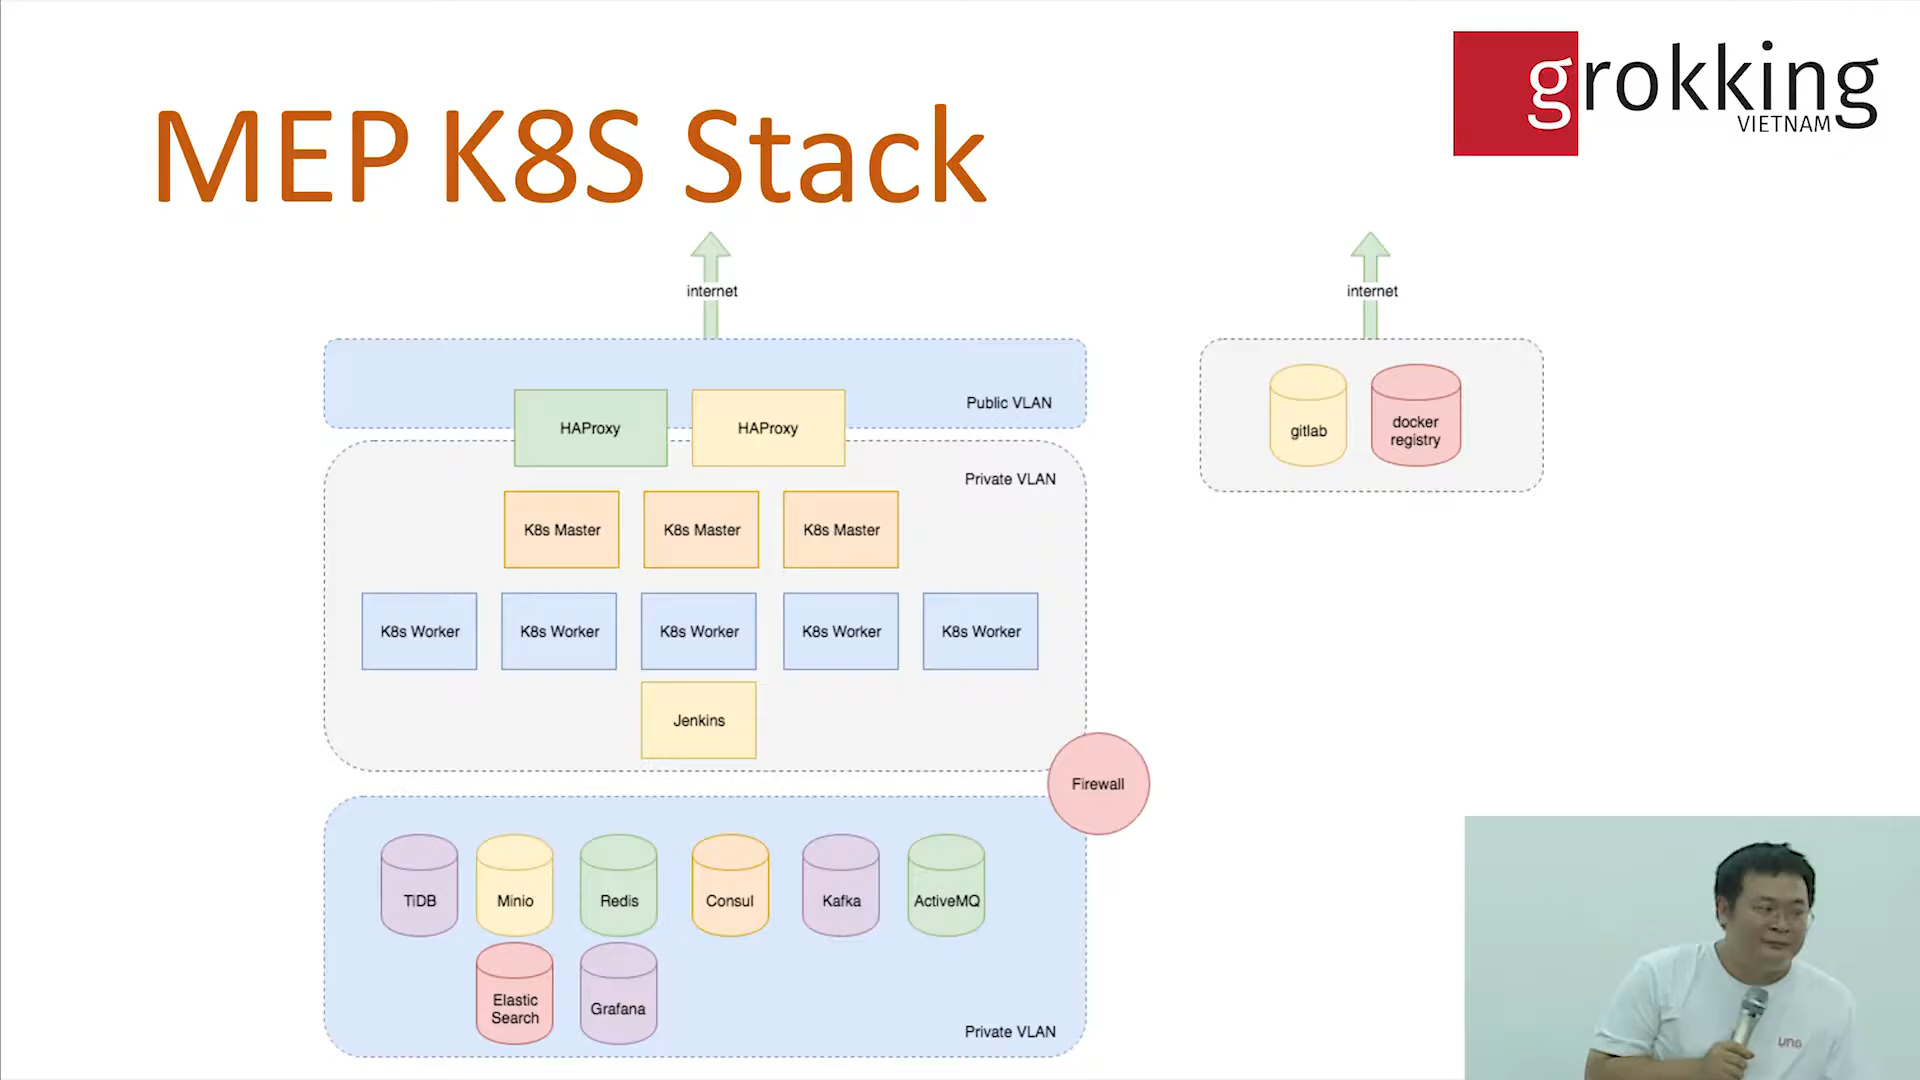 grokking
VIETNAM
MEP K8S Stack
internet
internet
Public VLAN
HAProxy
HAProxy
gitlab
docker
registry
Private VLAN
K8s Master
K8s Master
K8s Master
K8s Worker
K8s Worker
K8s Worker
K8s Worker
K8s Worker
Jenkins
Firewall
TiDB
Minio
Redis
Consul
Kafka
ActiveMQ
Elastic
Search
Grafana
Private VLAN